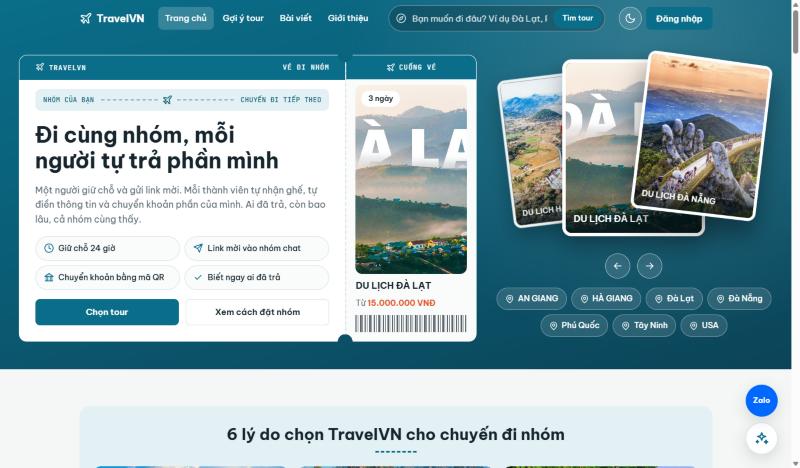 TravelVN
Trang chủ
Gợi ý tour
Bài viết
Giới thiệu
Bạn muốn đi đâu? Ví dụ Đà Lạt,
Tìm tour
Đăng nhập
TRAVELVN
VÉ ĐI NHÓM
CUỐNG VÉ
NHÓM CỦA BẠN
CHUYẾN ĐI TIẾP THEO
Đi cùng nhóm, mỗi
người tự trả phần mình
Một người giữ chỗ và gửi link mời. Mỗi thành viên tự nhận ghế, tự
điền thông tin và chuyển khoản phần của mình. Ai đã trả, còn bao
lâu, cả nhóm cùng thấy.
Giữ chỗ 24 giờ
Link mời vào nhóm chat
Chuyển khoản bằng mã QR
Biết ngay ai đã trả
Chọn tour
Xem cách đặt nhóm
3 ngày
À LA
DU LỊCH ĐÀ LẠT
Từ 15.000.000 VNĐ
DU LỊCH H
ĐÀ L
DU LỊCH ĐÀ LẠT
DU LỊCH ĐÀ NẴNG
AN GIANG
HÀ GIANG
Đà Lạt
Đà Nẵng
Phú Quốc
Tây Ninh
USA
Zalo
6 lý do chọn TravelVN cho chuyến đi nhóm